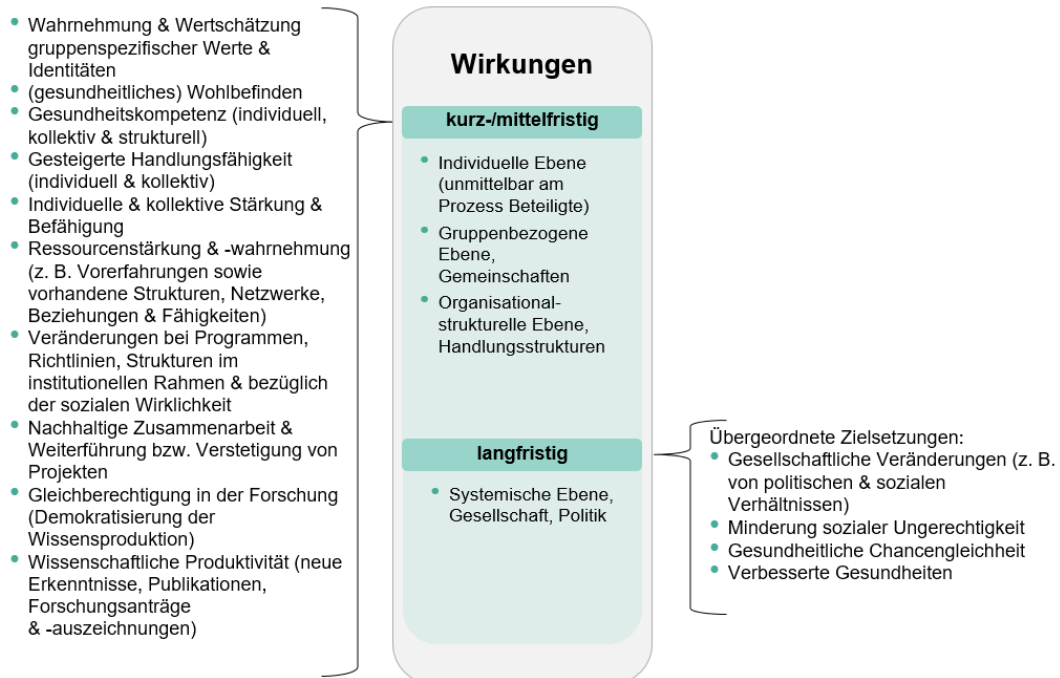 • Wahrnehmung & Wertschätzung
gruppenspezifischer Werte &
Identitäten
• (gesundheitliches) Wohlbefinden
• Gesundheitskompetenz (individuell,
kollektiv & strukturell)
• Gesteigerte Handlungsfähigkeit
(individuell & kollektiv)
• Individuelle & kollektive Stärkung &
Befähigung
• Ressourcenstärkung & -wahrnehmung
(z. B. Vorerfahrungen sowie
vorhandene Strukturen, Netzwerke,
Beziehungen & Fähigkeiten)
• Veränderungen bei Programmen,
Richtlinien, Strukturen im
institutionellen Rahmen & bezüglich
der sozialen Wirklichkeit
• Nachhaltige Zusammenarbeit &
Weiterführung bzw. Verstetigung von
Projekten
• Gleichberechtigung in der Forschung
(Demokratisierung der
Wissensproduktion)
• Wissenschaftliche Produktivität (neue
Erkenntnisse, Publikationen,
Forschungsanträge
& -auszeichnungen)
Wirkungen
kurz-/mittelfristig
• Individuelle Ebene
(unmittelbar am
Prozess Beteiligte)
• Gruppenbezogene
Ebene,
Gemeinschaften
• Organisational-
strukturelle Ebene,
Handlungsstrukturen
langfristig
• Systemische Ebene,
Gesellschaft, Politik
Übergeordnete Zielsetzungen:
• Gesellschaftliche Veränderungen (z. B.
von politischen & sozialen
Verhältnissen)
• Minderung sozialer Ungerechtigkeit
• Gesundheitliche Chancengleichheit
• Verbesserte Gesundheiten